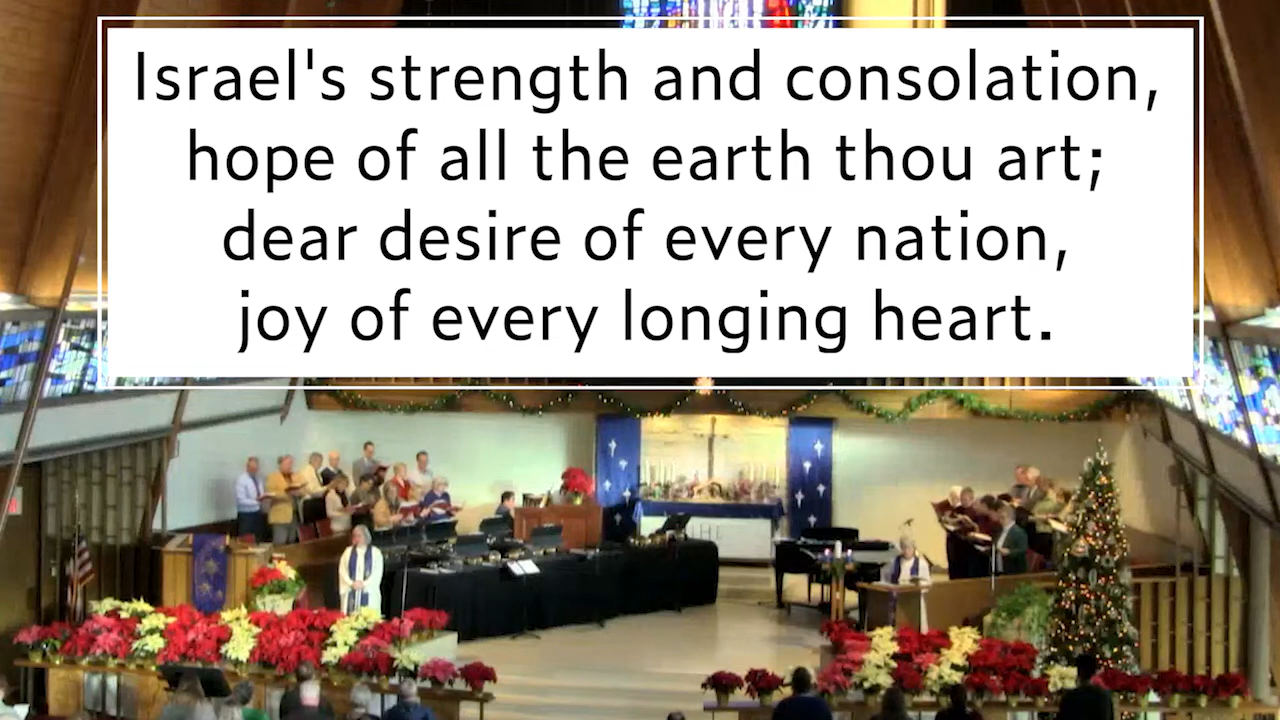 Israel's strength and consolation,
hope of all the earth thou art;
dear desire of every nation,
joy of every longing heart.
THE